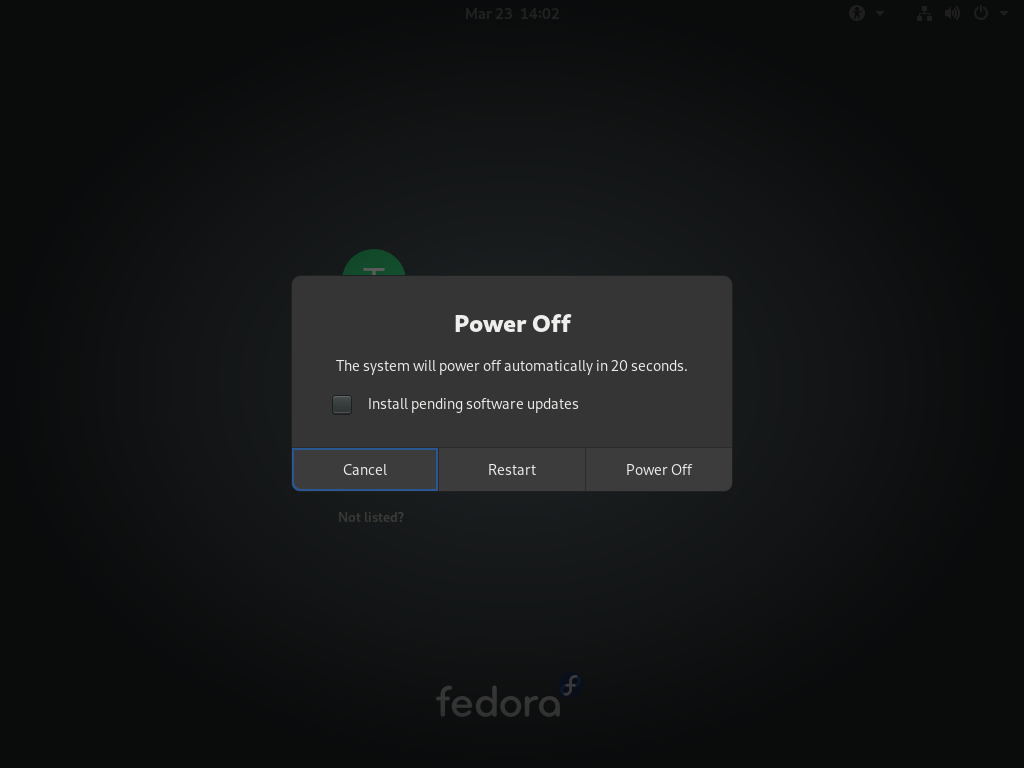 Mar 23 14:02
T
Power Off
The system will power off automatically in 20 seconds.
Install pending software updates
Cancel Restart Power Off
Not listed?
fedora